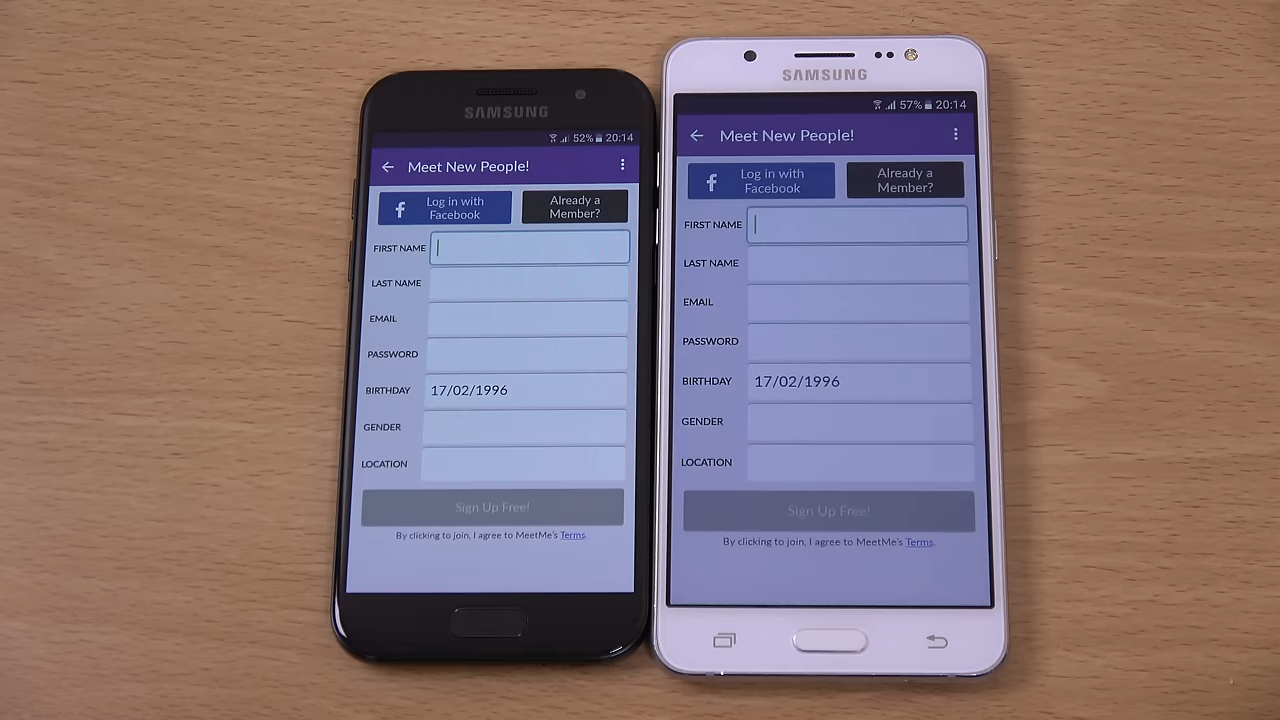 SAMSUNG
52% 20:14
Meet New People!
Log in with
Facebook
Already a
Member?
FIRST NAME
LAST NAME
EMAIL
PASSWORD
BIRTHDAY 17/02/1996
GENDER
LOCATION
Sign Up Free!
By clicking to join, I agree to MeetMe's Terms.
SAMSUNG
57% 20:14
Meet New People!
Log in with
Facebook
Already a
Member?
FIRST NAME
LAST NAME
EMAIL
PASSWORD
BIRTHDAY 17/02/1996
GENDER
LOCATION
Sign Up Free!
By clicking to join, I agree to MeetMe's Terms.